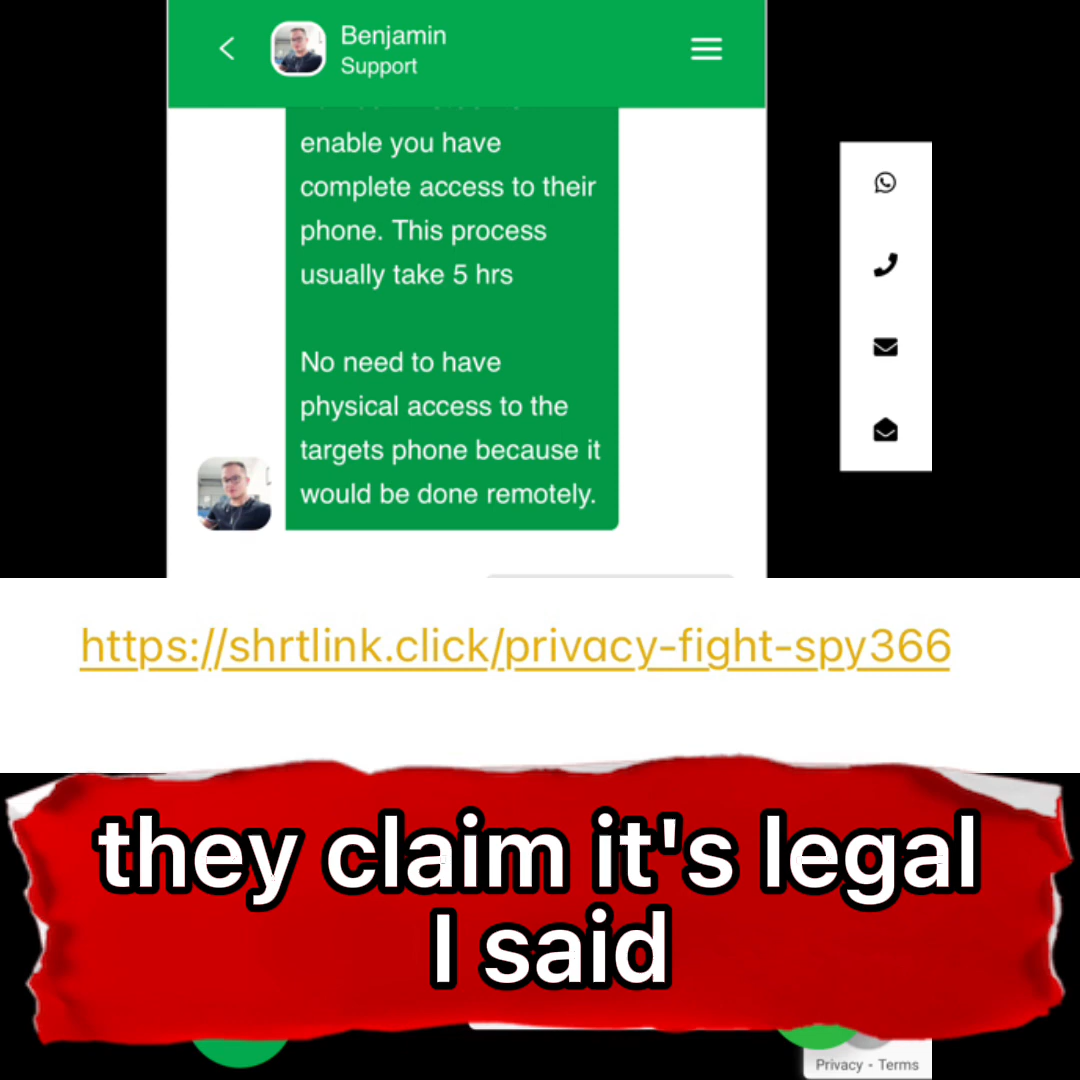 Benjamin
Support
enable you have
complete access to their
phone. This process
usually take 5 hrs
No need to have
physical access to the
targets phone because it
would be done remotely.
https://shrtlink.click/privacy-fight-spy366
they claim it's legal
I said
Privacy - Terms